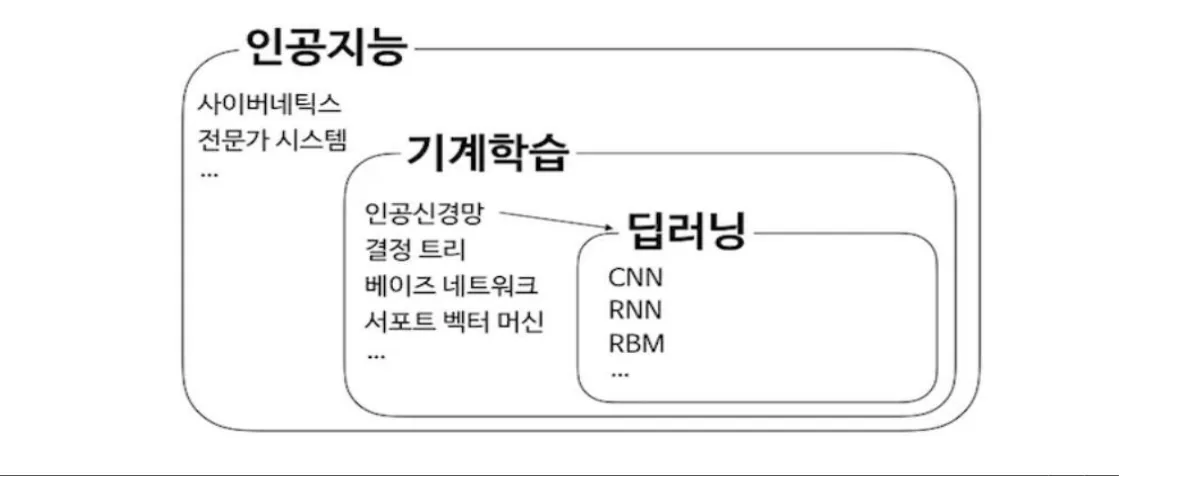 인공지능
사이버네틱스
전문가 시스템
...
기계학습
인공신경망
결정 트리
베이즈 네트워크
서포트 벡터 머신
...
딥러닝
CNN
RNN
RBM
...